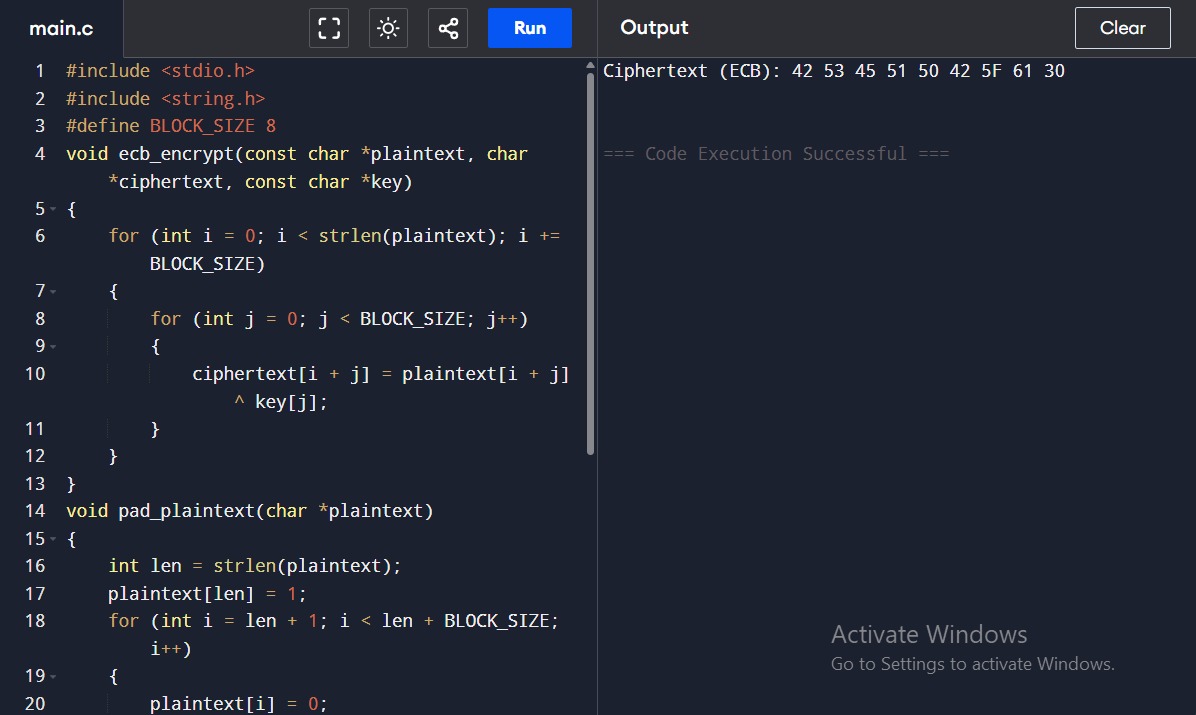 main.c
Run
Output
Clear
1 #include <stdio.h>
2 #include <string.h>
3 #define BLOCK_SIZE 8
4 void ecb_encrypt(const char *plaintext, char
*ciphertext, const char *key)
5 {
6 for (int i = 0; i < strlen(plaintext); i +=
BLOCK_SIZE)
7 {
8 for (int j = 0; j < BLOCK_SIZE; j++)
9 {
10 ciphertext[i + j] = plaintext[i + j]
^ key[j];
11 }
12 }
13 }
14 void pad_plaintext(char *plaintext)
15 {
16 int len = strlen(plaintext);
17 plaintext[len] = 1;
18 for (int i = len + 1; i < len + BLOCK_SIZE;
i++)
19 {
20 plaintext[i] = 0;
Ciphertext (ECB): 42 53 45 51 50 42 5F 61 30
=== Code Execution Successful ===
Activate Windows
Go to Settings to activate Windows.